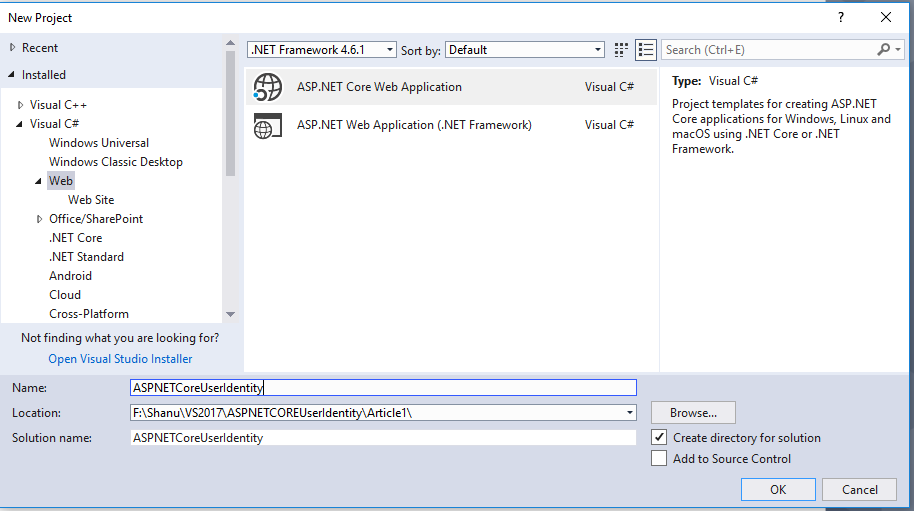 New Project
?
Recent
Installed
Visual C++
Visual C#
Windows Universal
Windows Classic Desktop
Web
Web Site
Office/SharePoint
.NET Core
.NET Standard
Android
Cloud
Cross-Platform
Not finding what you are looking for?
Open Visual Studio Installer
.NET Framework 4.6.1 Sort by: Default
ASP.NET Core Web Application Visual C#
ASP.NET Web Application (.NET Framework) Visual C#
Search (Ctrl+E)
Type: Visual C#
Project templates for creating ASP.NET
Core applications for Windows, Linux and
macOS using .NET Core or .NET
Framework.
Name: ASPNETCoreUserIdentity
Location: F:\Shanu\VS2017\ASPNETCOREUserIdentity\Article1\ Browse...
Solution name: ASPNETCoreUserIdentity
Create directory for solution
Add to Source Control
OK Cancel